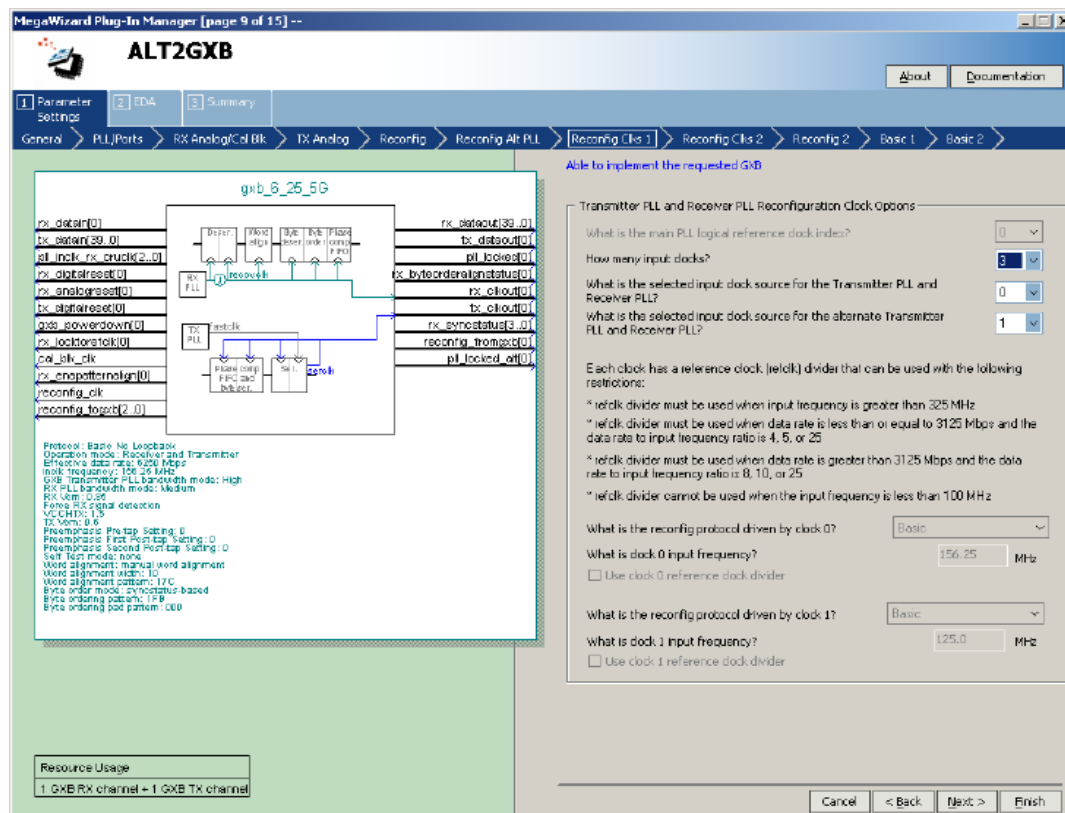 MegaWizard Plug-In Manager [page 9 of 15] --
ALT2GXB
About
Documentation
1 Parameter Settings
2 EDA
3 Summary
General
PLL/Ports
RX Analog/Cal Blk
TX Analog
Reconfig
Reconfig Alt PLL
Reconfig Clks 1
Reconfig Clks 2
Reconfig 2
Basic 1
Basic 2
Able to implement the requested GXB
gxb_6_25_5G
rx_datain[0]
tx_datain[39..0]
pll_inclk_rx_cruclk[2..0]
rx_digitalreset[0]
rx_analogreset[0]
tx_digitalreset[0]
gxb_powerdown[0]
rx_locktorefclk[0]
cal_blk_clk
rx_enapatternalign[0]
reconfig_clk
reconfig_togxb[2..0]
Deser.
Word align
Byte deser.
Byte order
Phase comp FIFO
RX PLL
recovclk
TX PLL
fastclk
Phase comp FIFO and byteser.
Ser.
serclk
rx_dataout[39..0]
tx_dataout[0]
pll_locked[0]
rx_byteorderalignstatus[0]
rx_clkout[0]
tx_clkout[0]
rx_syncstatus[3..0]
reconfig_fromgxb[0]
pll_locked_alt[0]
Protocol: Basic No Loopback
Operation mode: Receiver and Transmitter
Effective data rate: 6250 Mbps
Inclk frequency: 156.25 MHz
GXB Transmitter PLL bandwidth mode: High
RX PLL bandwidth mode: Medium
RX Vcm: 0.85
Force RX signal detection
VCCHTX: 1.5
TX Vcm: 0.6
Preemphasis Pre-tap Setting: 0
Preemphasis First Post-tap Setting: 0
Preemphasis Second Post-tap Setting: 0
Self Test mode: none
Word alignment: manual word alignment
Word alignment width: 10
Word alignment pattern: 17C
Byte order mode: syncstatus-based
Byte ordering pattern: 1FB
Byte ordering pad pattern: 000
Resource Usage
1 GXB RX channel + 1 GXB TX channel
Transmitter PLL and Receiver PLL Reconfiguration Clock Options
What is the main PLL logical reference clock index?
0
How many input clocks?
3
What is the selected input clock source for the Transmitter PLL and
Receiver PLL?
0
What is the selected input clock source for the alternate Transmitter
PLL and Receiver PLL?
1
Each clock has a reference clock (refclk) divider that can be used with the following
restrictions:
* refclk divider must be used when input frequency is greater than 325 MHz
* refclk divider must be used when data rate is less than or equal to 3125 Mbps and the
data rate to input frequency ratio is 4, 5, or 25
* refclk divider must be used when data rate is greater than 3125 Mbps and the data
rate to input frequency ratio is 8, 10, or 25
* refclk divider cannot be used when the input frequency is less than 100 MHz
What is the reconfig protocol driven by clock 0?
Basic
What is clock 0 input frequency?
156.25
MHz
Use clock 0 reference clock divider
What is the reconfig protocol driven by clock 1?
Basic
What is clock 1 input frequency?
125.0
MHz
Use clock 1 reference clock divider
Cancel
< Back
Next >
Finish